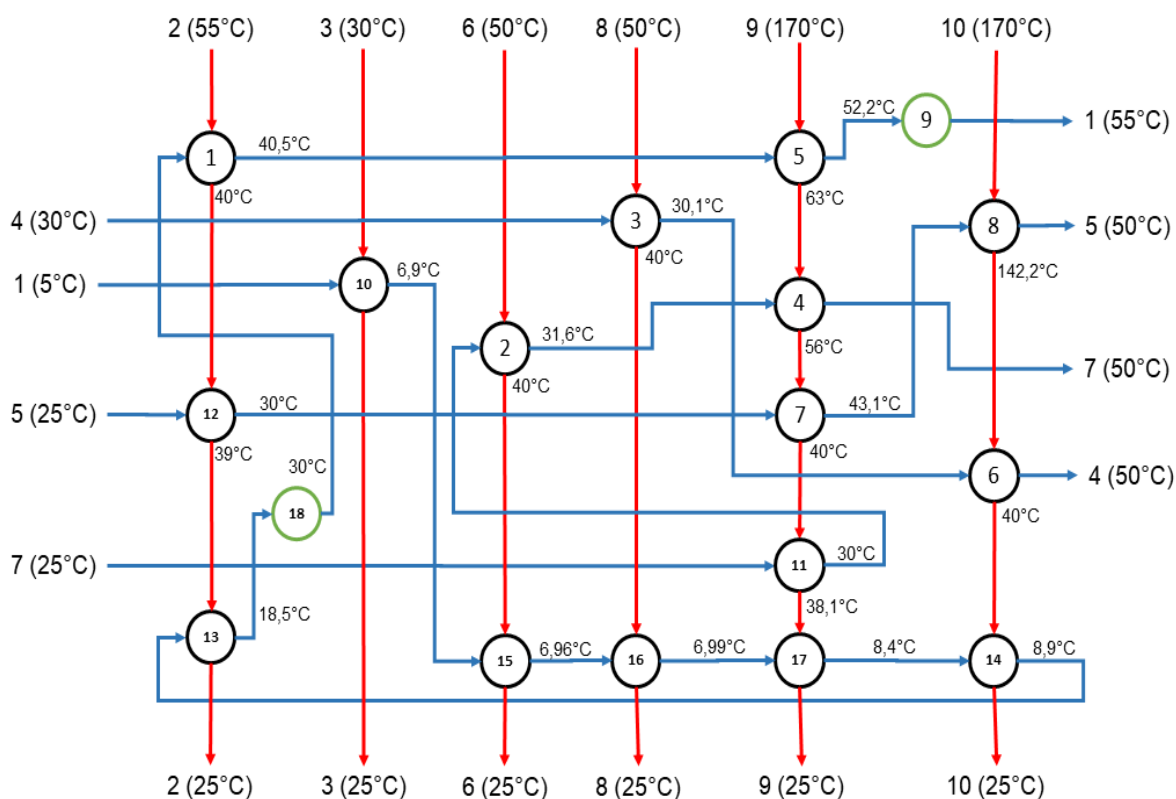 2 (55°C) 3 (30°C) 6 (50°C) 8 (50°C) 9 (170°C) 10 (170°C)
52,2°C 9 1 (55°C)
1 40,5°C 5
40°C 63°C
4 (30°C) 3 30,1°C 8 5 (50°C)
40°C 142,2°C
1 (5°C) 10 6,9°C
4
2 31,6°C 56°C
40°C 7 (50°C)
5 (25°C) 12 30°C 7 43,1°C
39°C 40°C
30°C 6 4 (50°C)
18 40°C
7 (25°C) 11 30°C
38,1°C
13 18,5°C
15 6,96°C 16 6,99°C 17 8,4°C 14 8,9°C
2 (25°C) 3 (25°C) 6 (25°C) 8 (25°C) 9 (25°C) 10 (25°C)